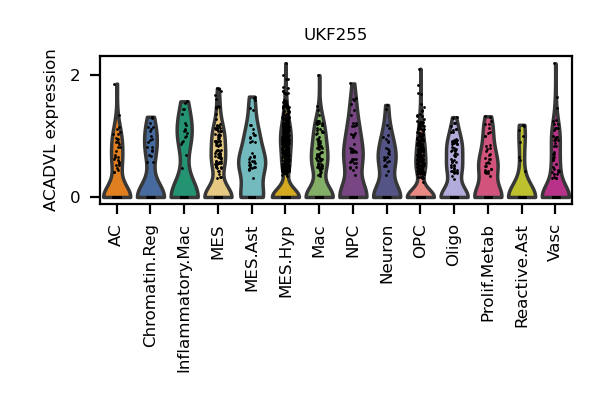 UKF255
ACADVL expression
2
0
AC
Chromatin.Reg
Inflammatory.Mac
MES
MES.Ast
MES.Hyp
Mac
NPC
Neuron
OPC
Oligo
Prolif.Metab
Reactive.Ast
Vasc